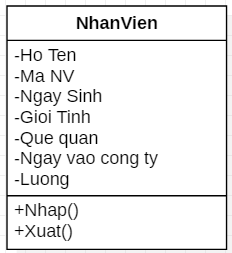 NhanVien
-Ho Ten
-Ma NV
-Ngay Sinh
-Gioi Tinh
-Que quan
-Ngay vao cong ty
-Luong
+Nhap()
+Xuat()